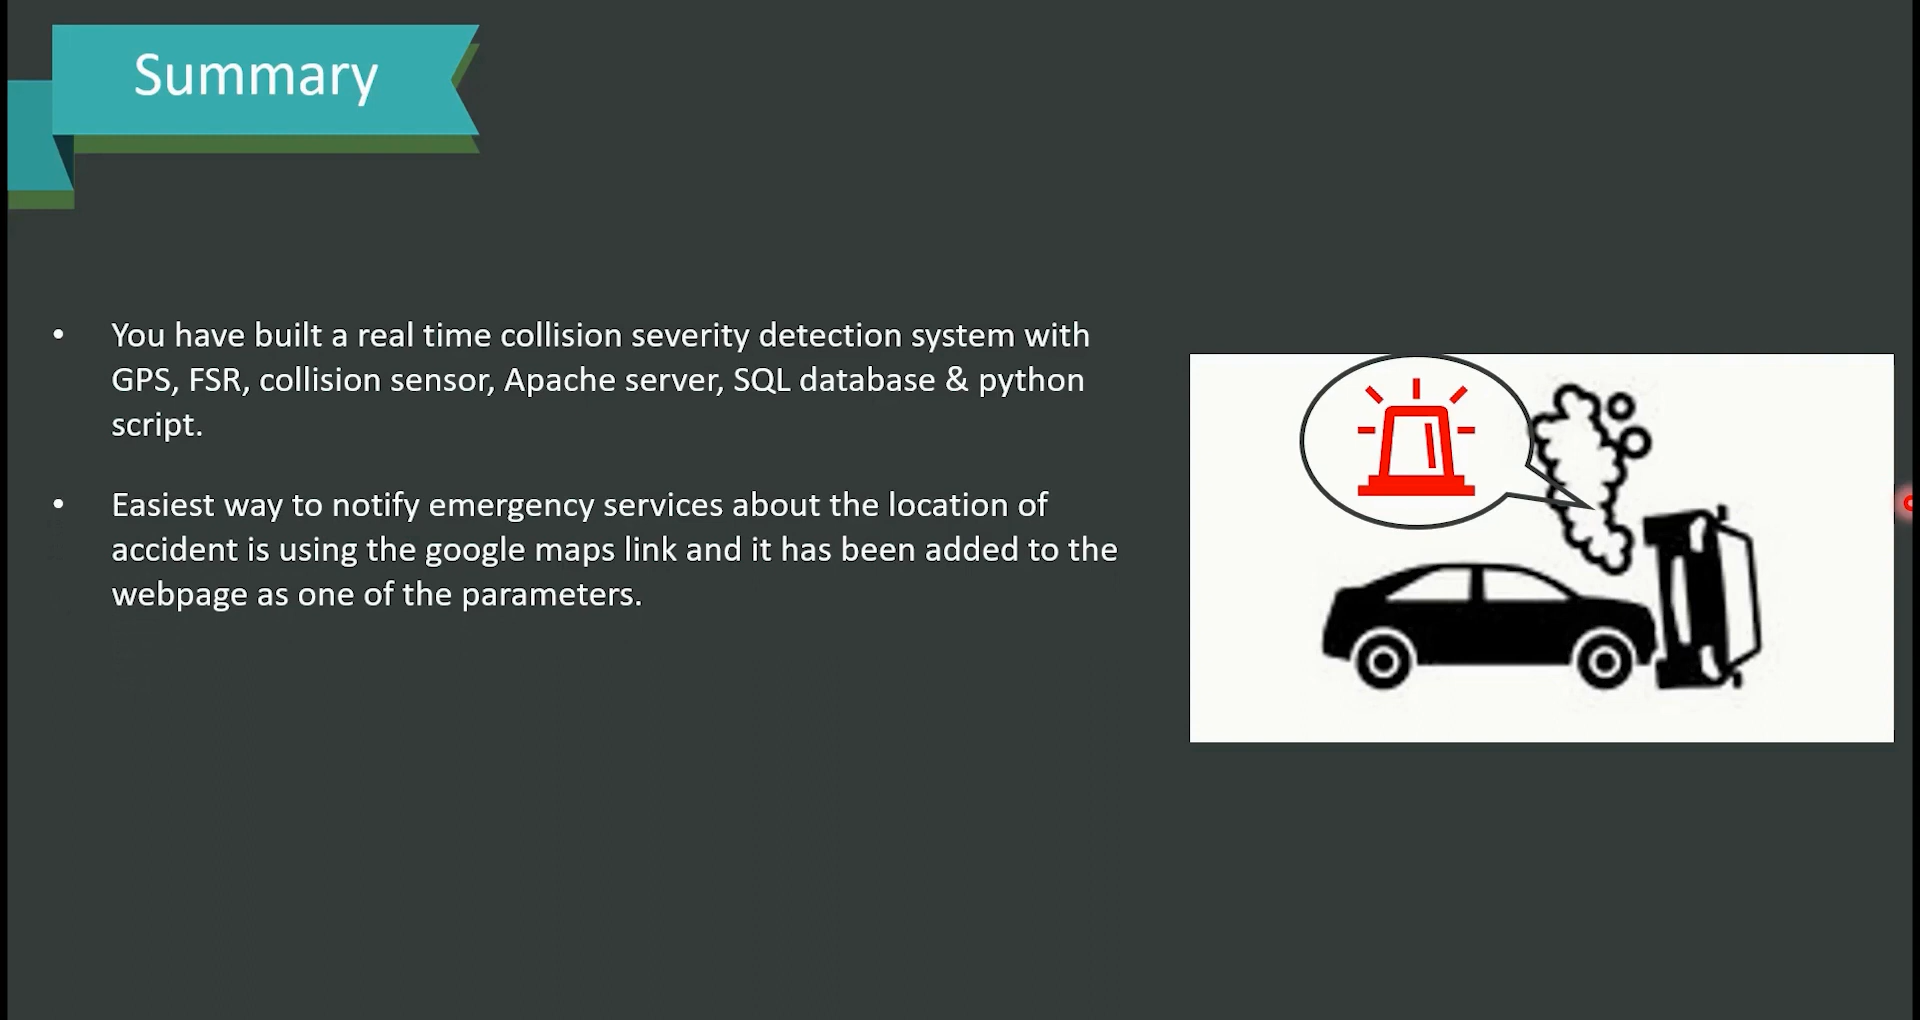 Summary
• You have built a real time collision severity detection system with
GPS, FSR, collision sensor, Apache server, SQL database & python
script.
• Easiest way to notify emergency services about the location of
accident is using the google maps link and it has been added to the
webpage as one of the parameters.